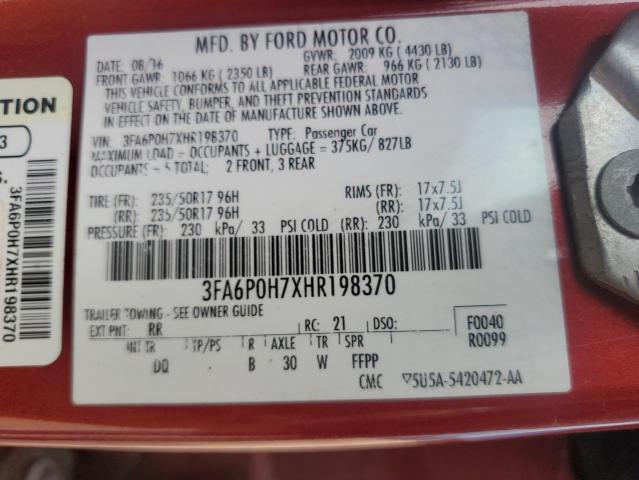 MFD. BY FORD MOTOR CO.
DATE: 08/16 GVWR: 2009 KG (4430 LB)
FRONT GAWR: 1066 KG (2350 LB) REAR GAWR: 966 KG (2130 LB)
THIS VEHICLE CONFORMS TO ALL APPLICABLE FEDERAL MOTOR
VEHICLE SAFETY, BUMPER, AND THEFT PREVENTION STANDARDS
IN EFFECT ON THE DATE OF MANUFACTURE SHOWN ABOVE.
VIN: 3FA6P0H7XHR198370 TYPE: Passenger Car
MAXIMUM LOAD = OCCUPANTS + LUGGAGE = 375KG/ 827LB
OCCUPANTS = 5 TOTAL: 2 FRONT, 3 REAR
TIRE (FR): 235/50R17 96H RIMS (FR): 17x7.5J
(RR): 235/50R17 96H (RR): 17x7.5J
PRESSURE (FR): 230 kPa/ 33 PSI COLD (RR): 230 kPa/ 33 PSI COLD
3FA6P0H7XHR198370
TRAILER TOWING - SEE OWNER GUIDE
EXT PNT: RR RC: 21 DSO: F0040
R0099
INT TR TP/PS R AXLE TR SPR
DQ B 30 W FFPP
CMC ▽5U5A-5420472-AA
TION
3
S.
3FA6P0H7XHR198370